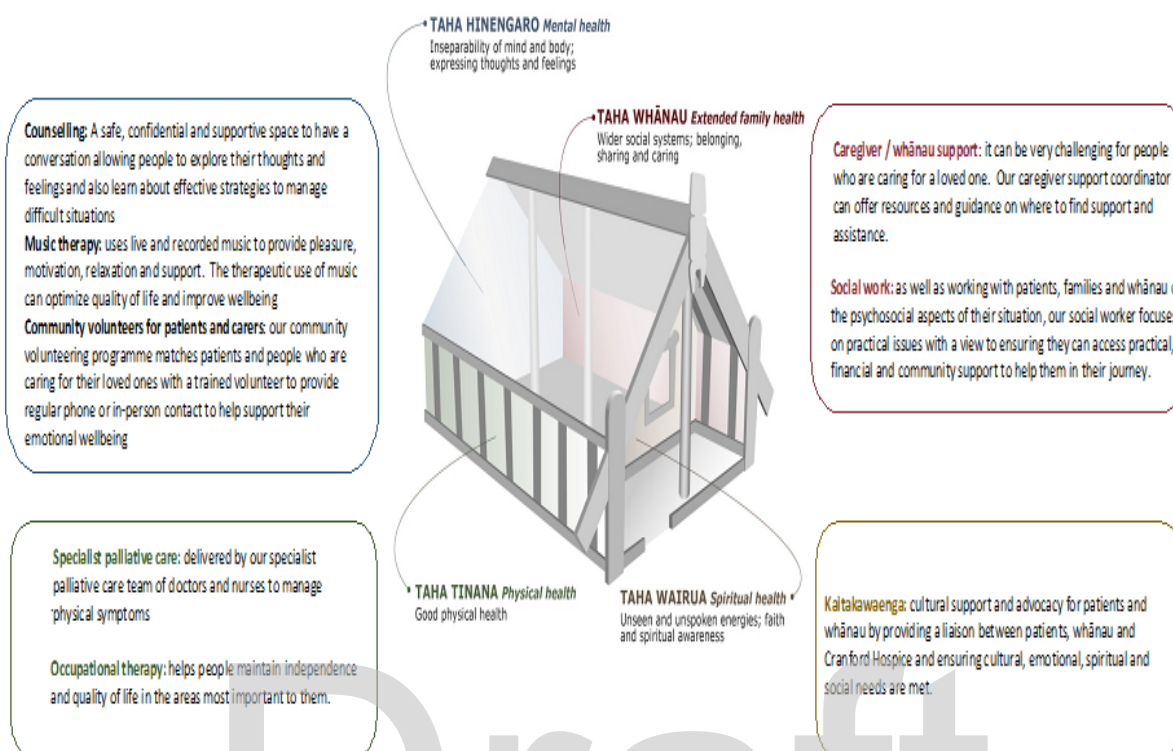 TAHA HINENGARO Mental health
Inseparability of mind and body;
expressing thoughts and feelings
TAHA WHĀNAU Extended family health
Wider social systems; belonging,
sharing and caring
Counselling: A safe, confidential and supportive space to have a
conversation allowing people to explore their thoughts and
feelings and also learn about effective strategies to manage
difficult situations
Music therapy: uses live and recorded music to provide pleasure,
motivation, relaxation and support. The therapeutic use of music
can optimize quality of life and improve wellbeing
Community volunteers for patients and carers: our community
volunteering programme matches patients and people who are
caring for their loved ones with a trained volunteer to provide
regular phone or in-person contact to help support their
emotional wellbeing
Caregiver / whānau support: it can be very challenging for people
who are caring for a loved one. Our caregiver support coordinator
can offer resources and guidance on where to find support and
assistance.
Social work: as well as working with patients, families and whānau
the psychosocial aspects of their situation, our social worker focuses
on practical issues with a view to ensuring they can access practical,
financial and community support to help them in their journey.
Specialist palliative care: delivered by our specialist
palliative care team of doctors and nurses to manage
physical symptoms
Occupational therapy: helps people maintain independence
and quality of life in the areas most important to them.
TAHA TINANA Physical health
Good physical health
TAHA WAIRUA Spiritual health
Unseen and unspoken energies; faith
and spiritual awareness
Kaitakawaenga: cultural support and advocacy for patients and
whānau by providing a liaison between patients, whānau and
Cranford Hospice and ensuring cultural, emotional, spiritual and
social needs are met.
Draft